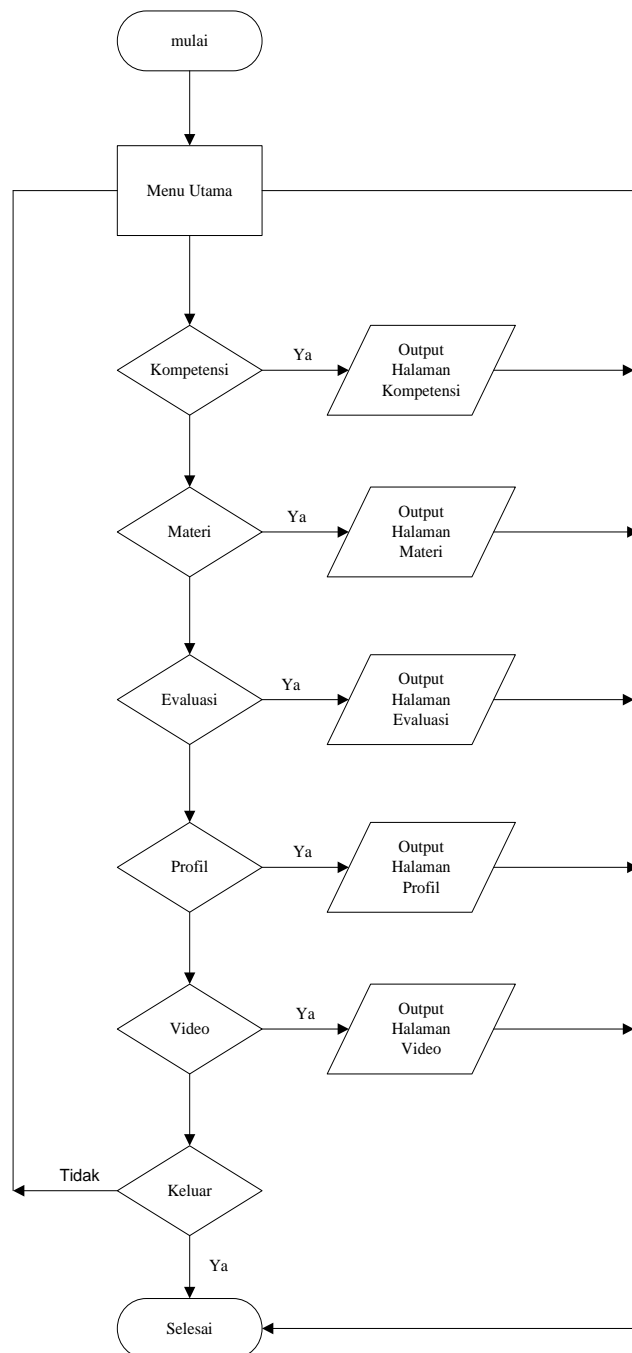 mulai
Menu Utama
Kompetensi
Ya
Output
Halaman
Kompetensi
Materi
Ya
Output
Halaman
Materi
Evaluasi
Ya
Output
Halaman
Evaluasi
Profil
Ya
Output
Halaman
Profil
Video
Ya
Output
Halaman
Video
Tidak
Keluar
Ya
Selesai